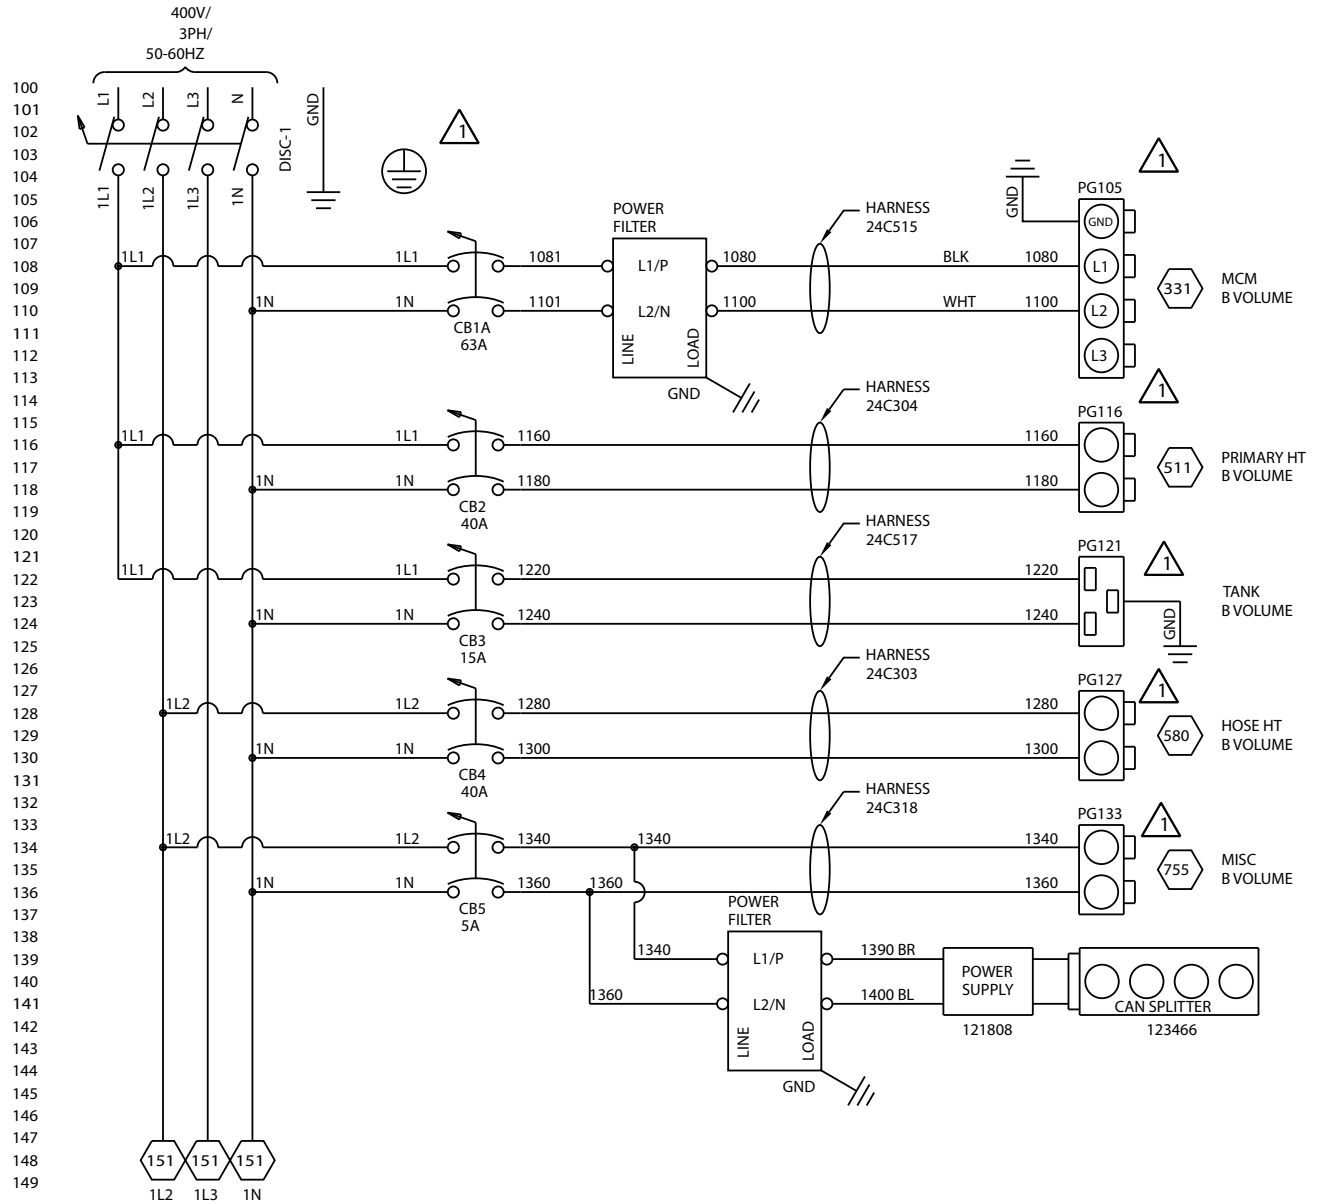 400V/
3PH/
50-60HZ
100
101
102
103
104
105
106
107
108
109
110
111
112
113
114
115
116
117
118
119
120
121
122
123
124
125
126
127
128
129
130
131
132
133
134
135
136
137
138
139
140
141
142
143
144
145
146
147
148
149
L1
L2
L3
N
GND
DISC-1
1L1
1L2
1L3
1N
1
1
GND
PG105
GND
POWER
FILTER
HARNESS
24C515
1L1
1L1
1081
L1/P
1080
BLK
1080
L1
1N
1N
1101
L2/N
1100
WHT
1100
L2
331
MCM
B VOLUME
CB1A
63A
LINE
LOAD
L3
GND
1
HARNESS
24C304
PG116
1L1
1L1
1160
1160
1N
1N
1180
1180
511
PRIMARY HT
B VOLUME
CB2
40A
HARNESS
24C517
PG121
1
1L1
1L1
1220
1220
1N
1N
1240
1240
GND
TANK
B VOLUME
CB3
15A
HARNESS
24C303
PG127
1
1L2
1L2
1280
1280
1N
1N
1300
1300
580
HOSE HT
B VOLUME
CB4
40A
HARNESS
24C318
PG133
1
1L2
1L2
1340
1340
1340
1N
1N
1360
1360
1360
755
MISC
B VOLUME
CB5
5A
POWER
FILTER
1340
L1/P
1390 BR
1360
L2/N
1400 BL
LINE
LOAD
GND
POWER
SUPPLY
121808
CAN SPLITTER
123466
151
151
151
1L2
1L3
1N